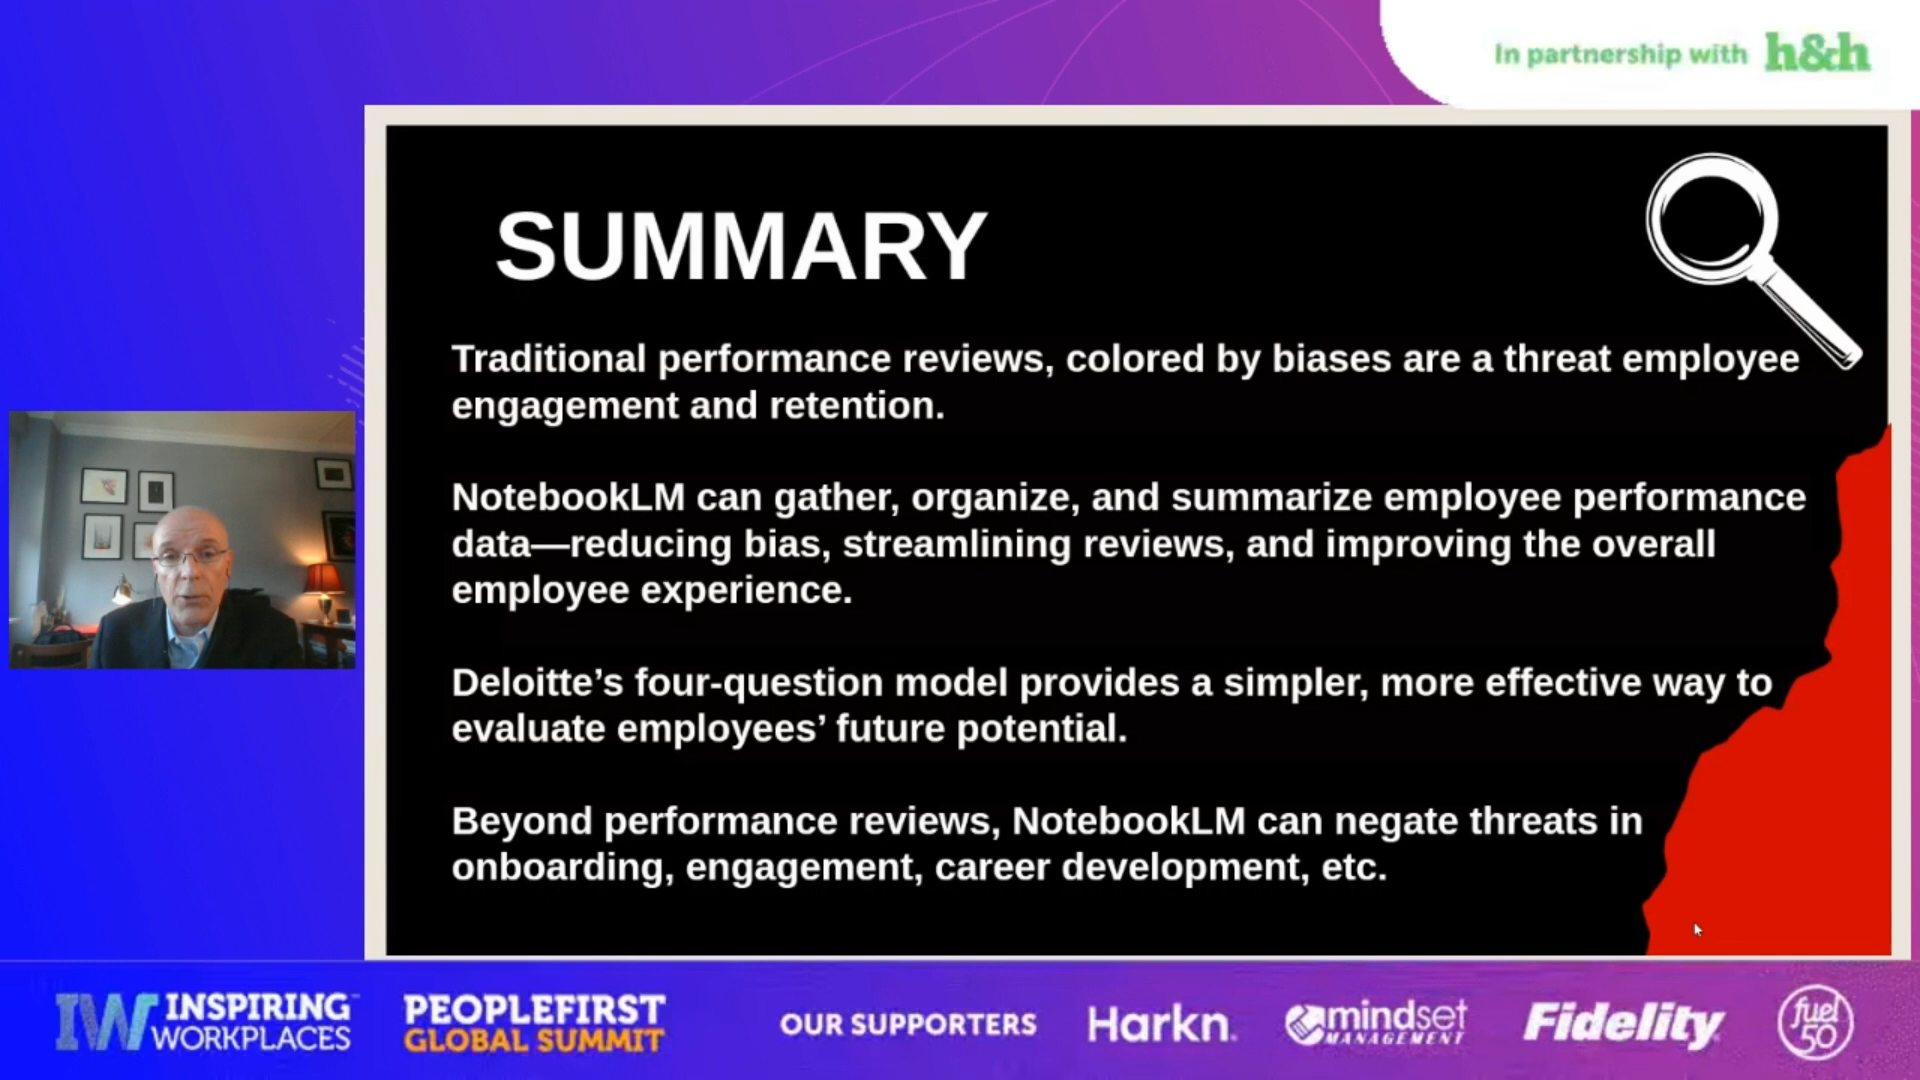 In partnership with h&h
SUMMARY
Traditional performance reviews, colored by biases are a threat employee
engagement and retention.
NotebookLM can gather, organize, and summarize employee performance
data—reducing bias, streamlining reviews, and improving the overall
employee experience.
Deloitte’s four-question model provides a simpler, more effective way to
evaluate employees’ future potential.
Beyond performance reviews, NotebookLM can negate threats in
onboarding, engagement, career development, etc.
IW INSPIRING
WORKPLACES
PEOPLEFIRST
GLOBAL SUMMIT
OUR SUPPORTERS
Harkn.
mindset
MANAGEMENT
Fidelity
fuel
50